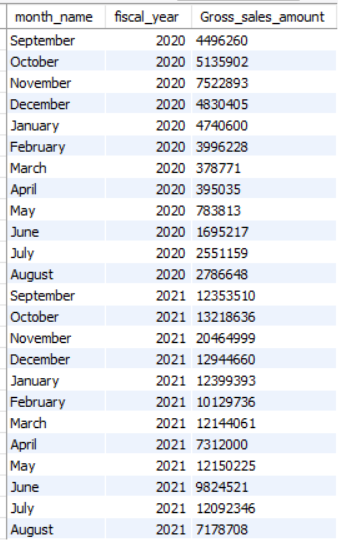 month_name fiscal_year Gross_sales_amount
September 2020 4496260
October 2020 5135902
November 2020 7522893
December 2020 4830405
January 2020 4740600
February 2020 3996228
March 2020 378771
April 2020 395035
May 2020 783813
June 2020 1695217
July 2020 2551159
August 2020 2786648
September 2021 12353510
October 2021 13218636
November 2021 20464999
December 2021 12944660
January 2021 12399393
February 2021 10129736
March 2021 12144061
April 2021 7312000
May 2021 12150225
June 2021 9824521
July 2021 12092346
August 2021 7178708